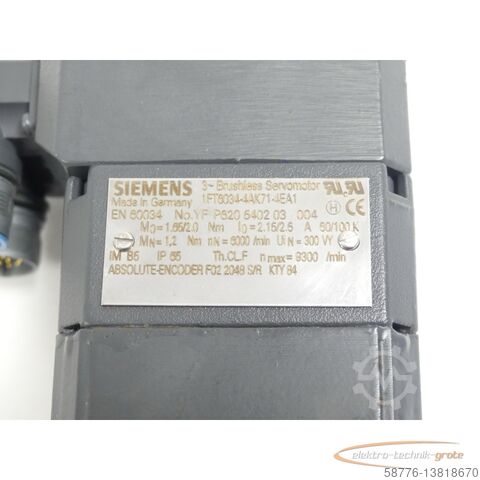 SIEMENS 3~ Brushless Servomotor
Made in Germany 1FT6034-4AK71-4EA1
EN 60034 No.YF P620 5402 03 004
M0= 1.65/2.0 Nm I0= 2.15/2.6 A 60/100 K
MN= 1,2 Nm nN= 6000 /min UiN= 300 VY
IM B5 IP 65 Th.CL.F nmax= 9300 /min
ABSOLUTE-ENCODER F02 2048 S/R KTY 84
elektro-technik-grote
58776-13818670